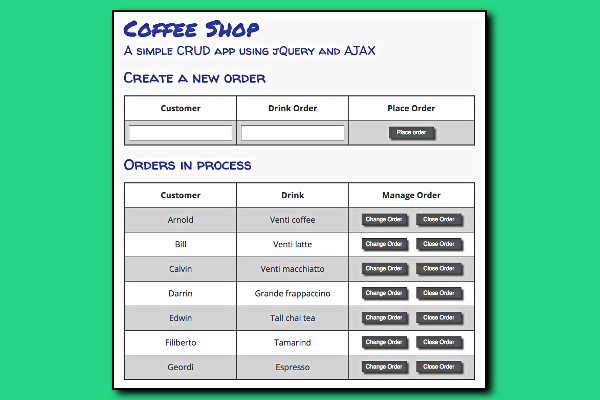 Coffee Shop
A simple CRUD app using jQuery and AJAX
Create a new order
Customer Drink Order Place Order
Place order
Orders in process
Customer Drink Manage Order
Arnold Venti coffee Change Order Close Order
Bill Venti latte Change Order Close Order
Calvin Venti macchiatto Change Order Close Order
Darrin Grande frappaccino Change Order Close Order
Edwin Tall chai tea Change Order Close Order
Filiberto Tamarind Change Order Close Order
Geordi Espresso Change Order Close Order